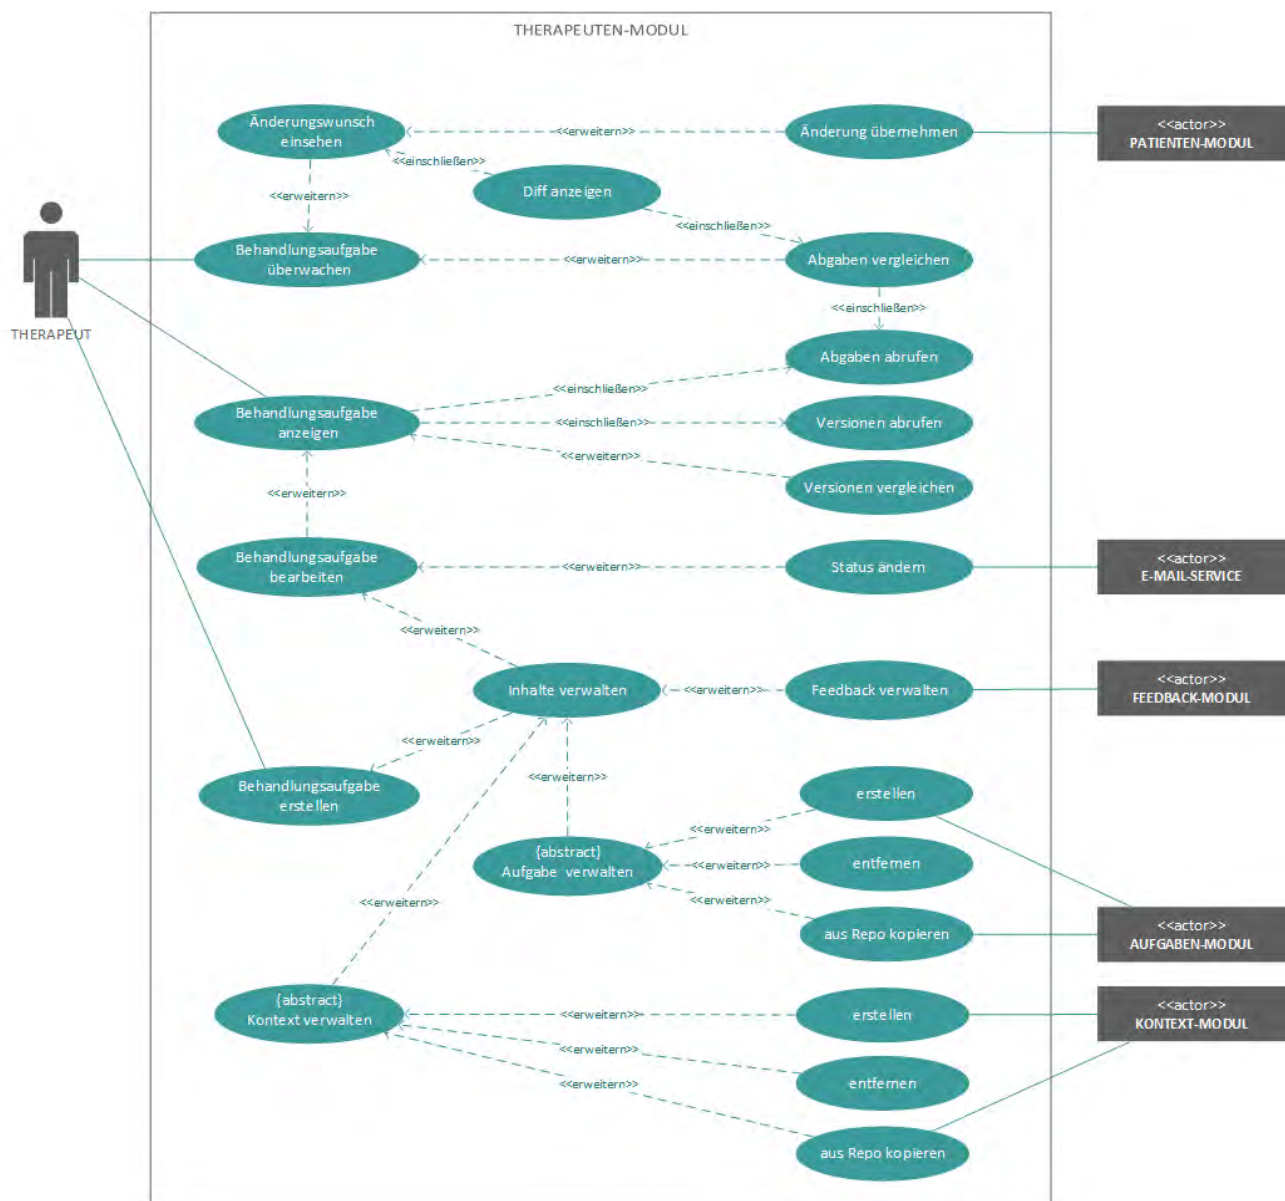 THERAPEUTEN-MODUL
Änderungswunsch
einsehen
<<erweitern>>
Änderung übernehmen
<<actor>>
PATIENTEN-MODUL
<<einschließen>>
Diff anzeigen
<<erweitern>>
<<einschließen>>
Behandlungsaufgabe
überwachen
<<erweitern>>
Abgaben vergleichen
<<einschließen>>
THERAPEUT
Abgaben abrufen
<<einschließen>>
Behandlungsaufgabe
anzeigen
<<einschließen>>
Versionen abrufen
<<erweitern>>
Versionen vergleichen
<<erweitern>>
Behandlungsaufgabe
bearbeiten
<<erweitern>>
Status ändern
<<actor>>
E-MAIL-SERVICE
<<erweitern>>
Inhalte verwalten
<<erweitern>>
Feedback verwalten
<<actor>>
FEEDBACK-MODUL
<<erweitern>>
<<erweitern>>
Behandlungsaufgabe
erstellen
erstellen
<<erweitern>>
{abstract}
Aufgabe verwalten
<<erweitern>>
entfernen
<<erweitern>>
<<erweitern>>
aus Repo kopieren
<<actor>>
AUFGABEN-MODUL
{abstract}
Kontext verwalten
<<erweitern>>
erstellen
<<actor>>
KONTEXT-MODUL
<<erweitern>>
entfernen
<<erweitern>>
aus Repo kopieren